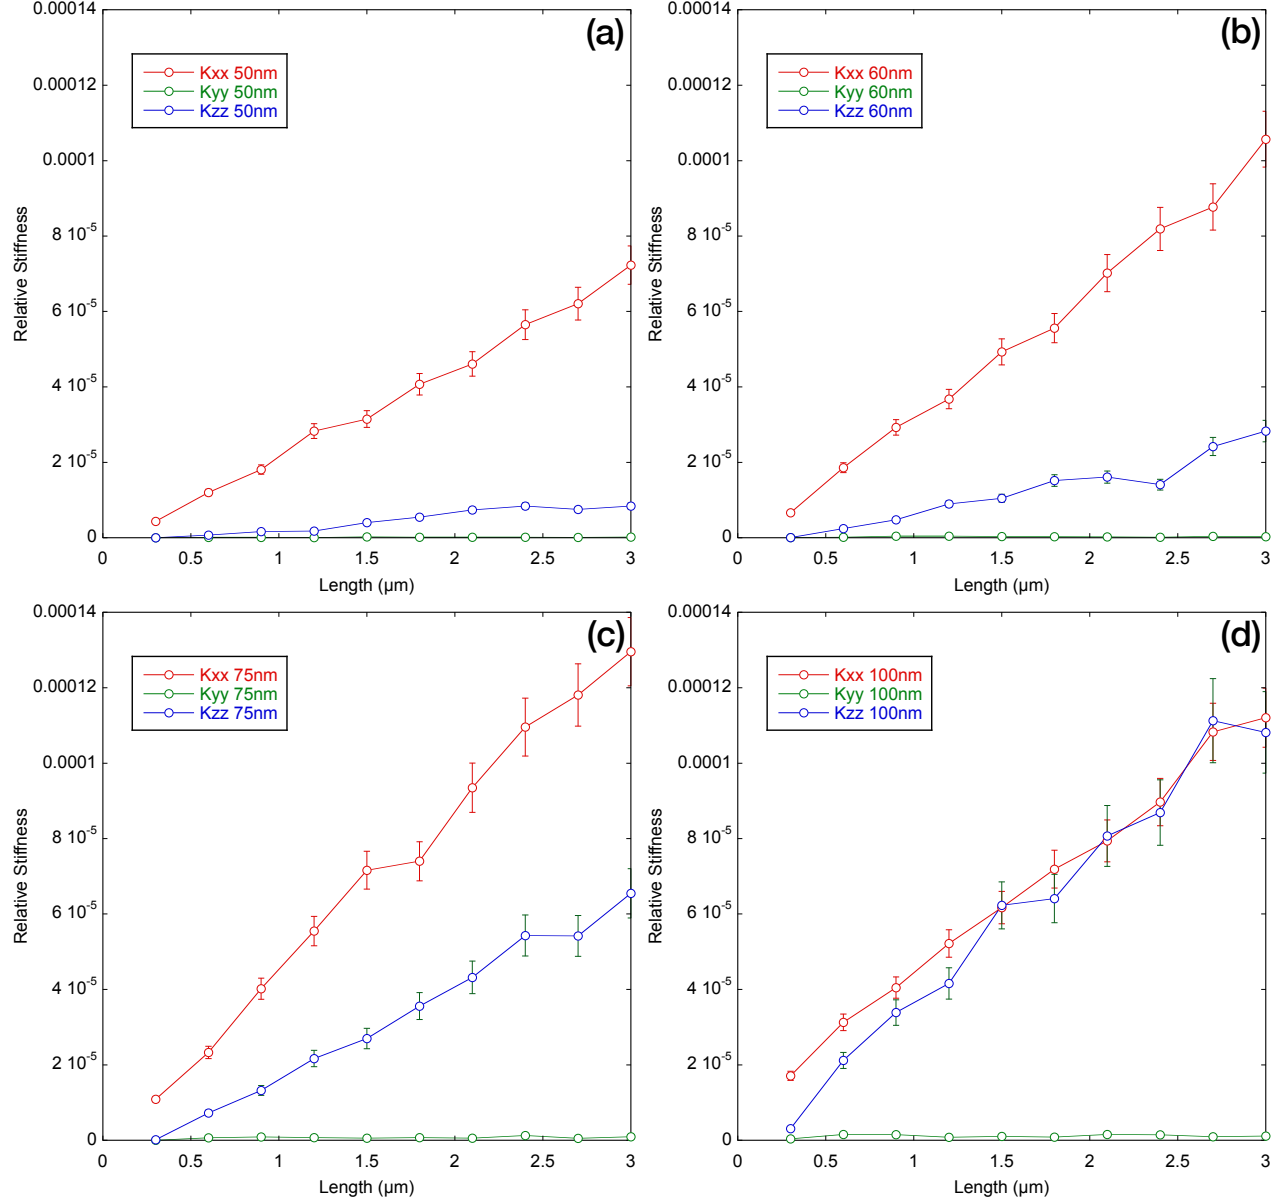 (a)
Kxx 50nm
Kyy 50nm
Kzz 50nm
0.00014
0.00012
0.0001
8 10-5
6 10-5
4 10-5
2 10-5
0
Relative Stiffness
0 0.5 1 1.5 2 2.5 3
Length (µm)
(b)
Kxx 60nm
Kyy 60nm
Kzz 60nm
0.00014
0.00012
0.0001
8 10-5
6 10-5
4 10-5
2 10-5
0
Relative Stiffness
0 0.5 1 1.5 2 2.5 3
Length (µm)
(c)
Kxx 75nm
Kyy 75nm
Kzz 75nm
0.00014
0.00012
0.0001
8 10-5
6 10-5
4 10-5
2 10-5
0
Relative Stiffness
0 0.5 1 1.5 2 2.5 3
Length (µm)
(d)
Kxx 100nm
Kyy 100nm
Kzz 100nm
0.00014
0.00012
0.0001
8 10-5
6 10-5
4 10-5
2 10-5
0
Relative Stiffness
0 0.5 1 1.5 2 2.5 3
Length (µm)